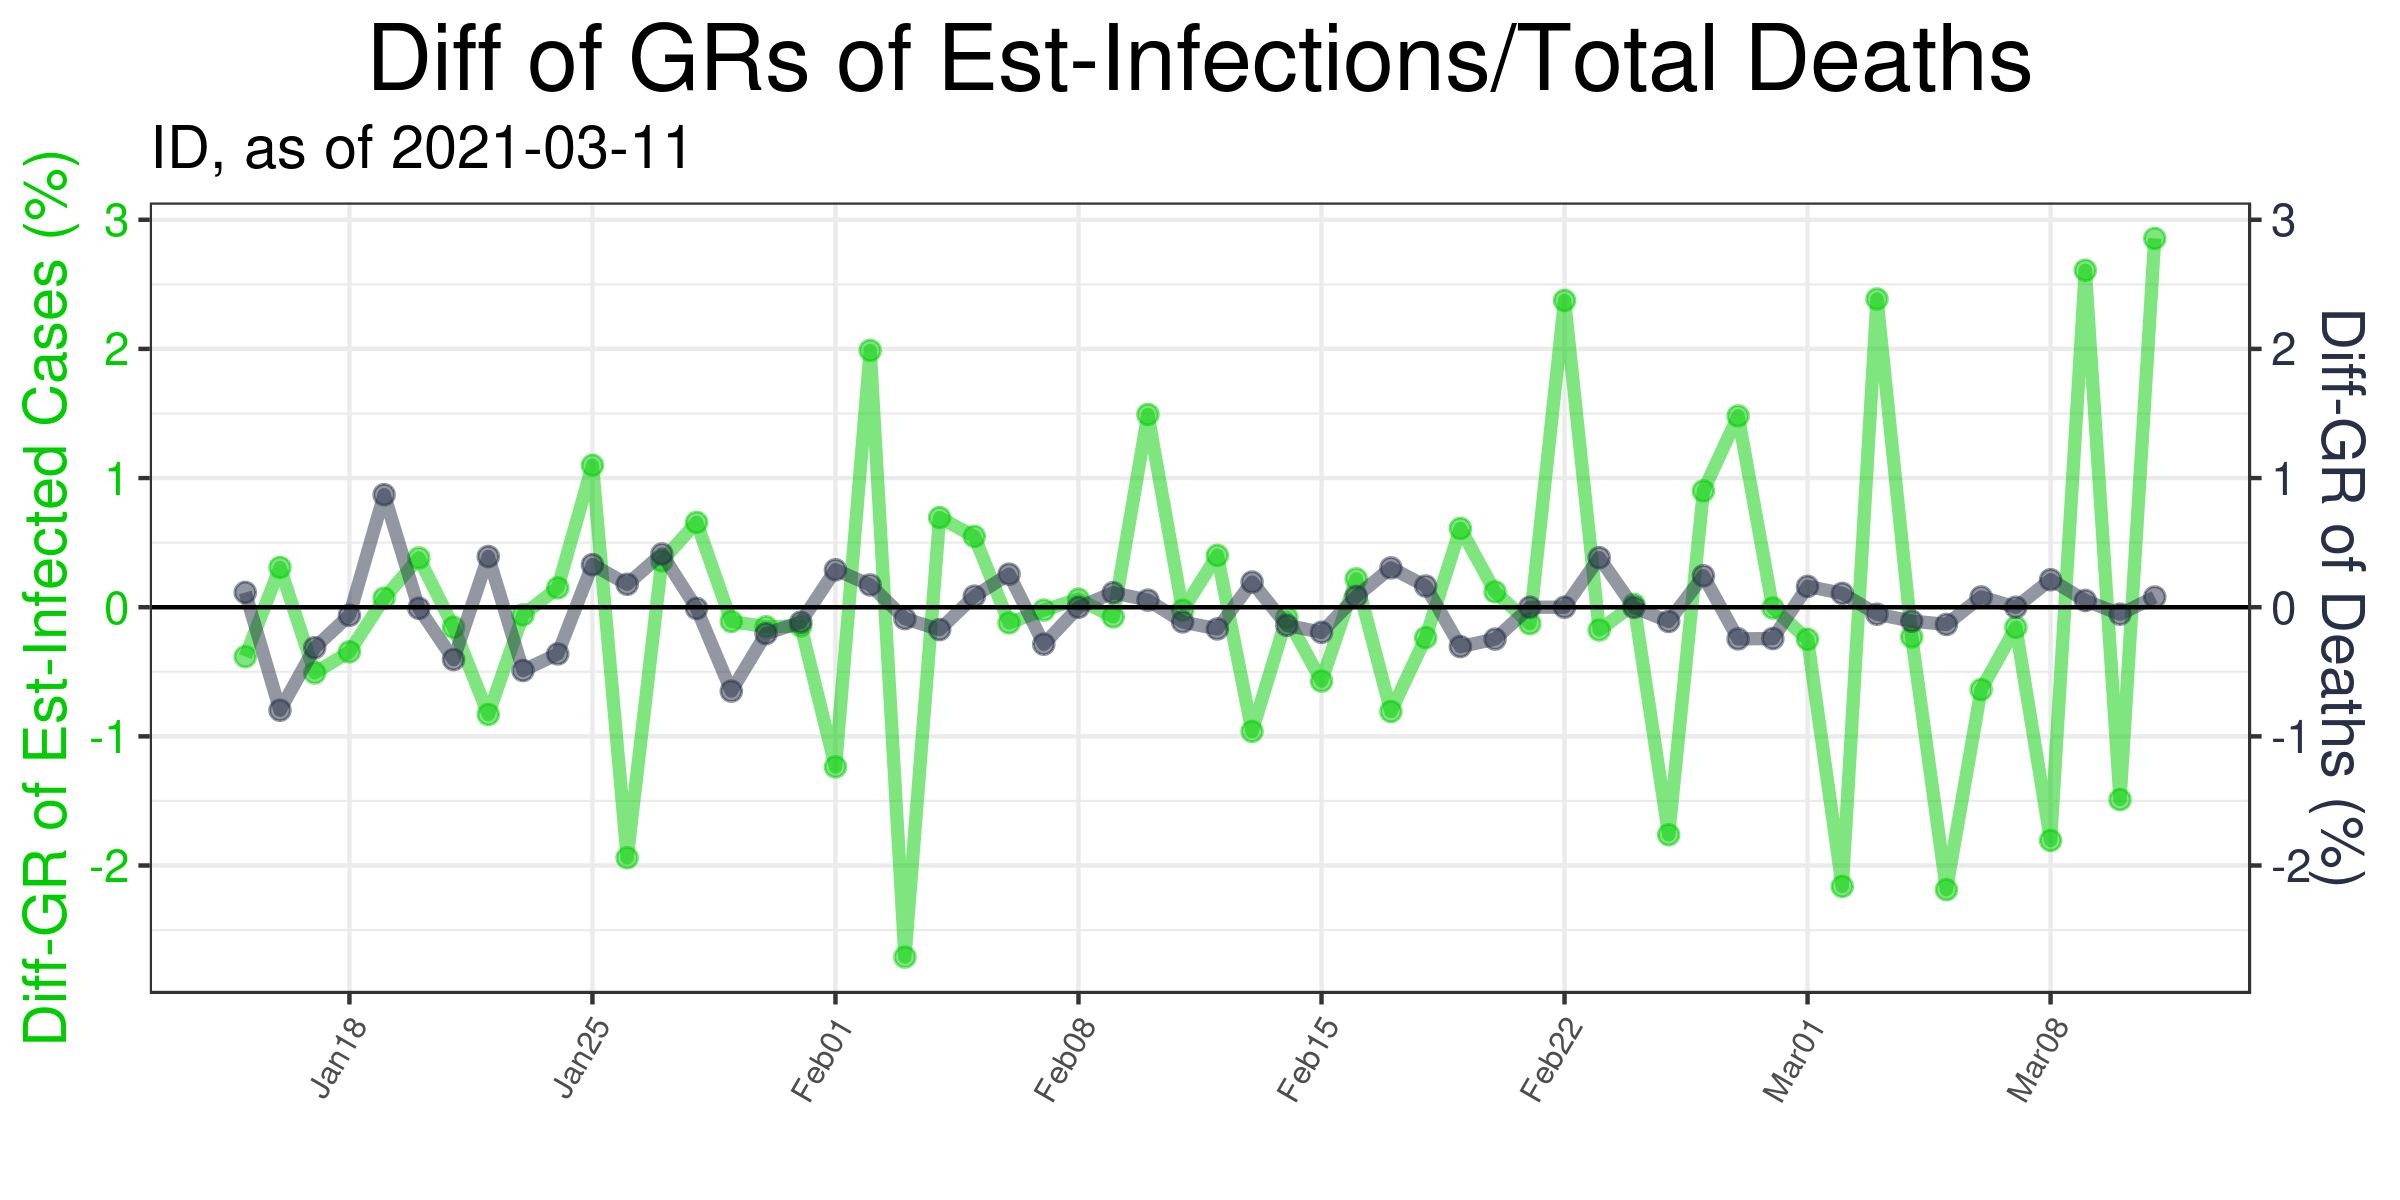 Diff of GRs of Est-Infections/Total Deaths
ID, as of 2021-03-11
Diff-GR of Est-Infected Cases (%)
3
2
1
0
-1
-2
3
2
1
0
-1
-2
Diff-GR of Deaths (%)
Jan18
Jan25
Feb01
Feb08
Feb15
Feb22
Mar01
Mar08